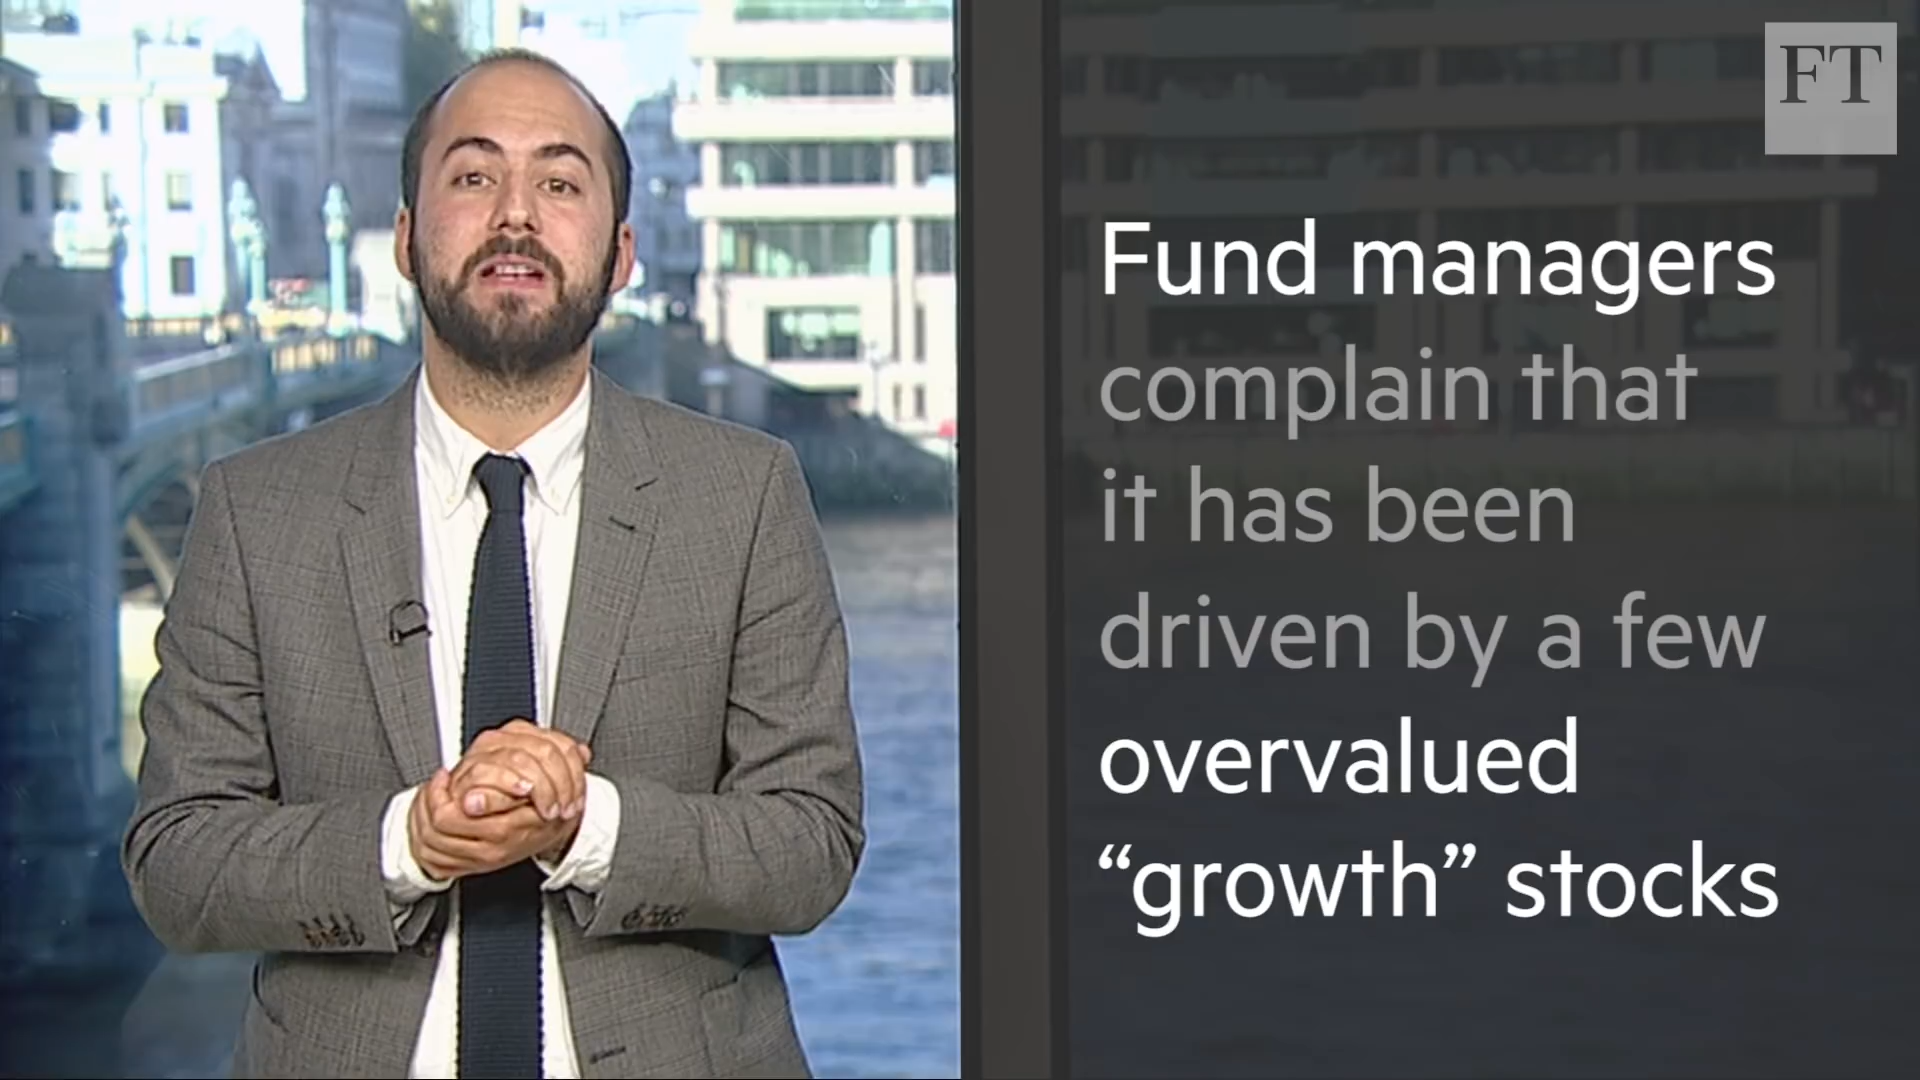 FT
Fund managers
complain that
it has been
driven by a few
overvalued
“growth” stocks